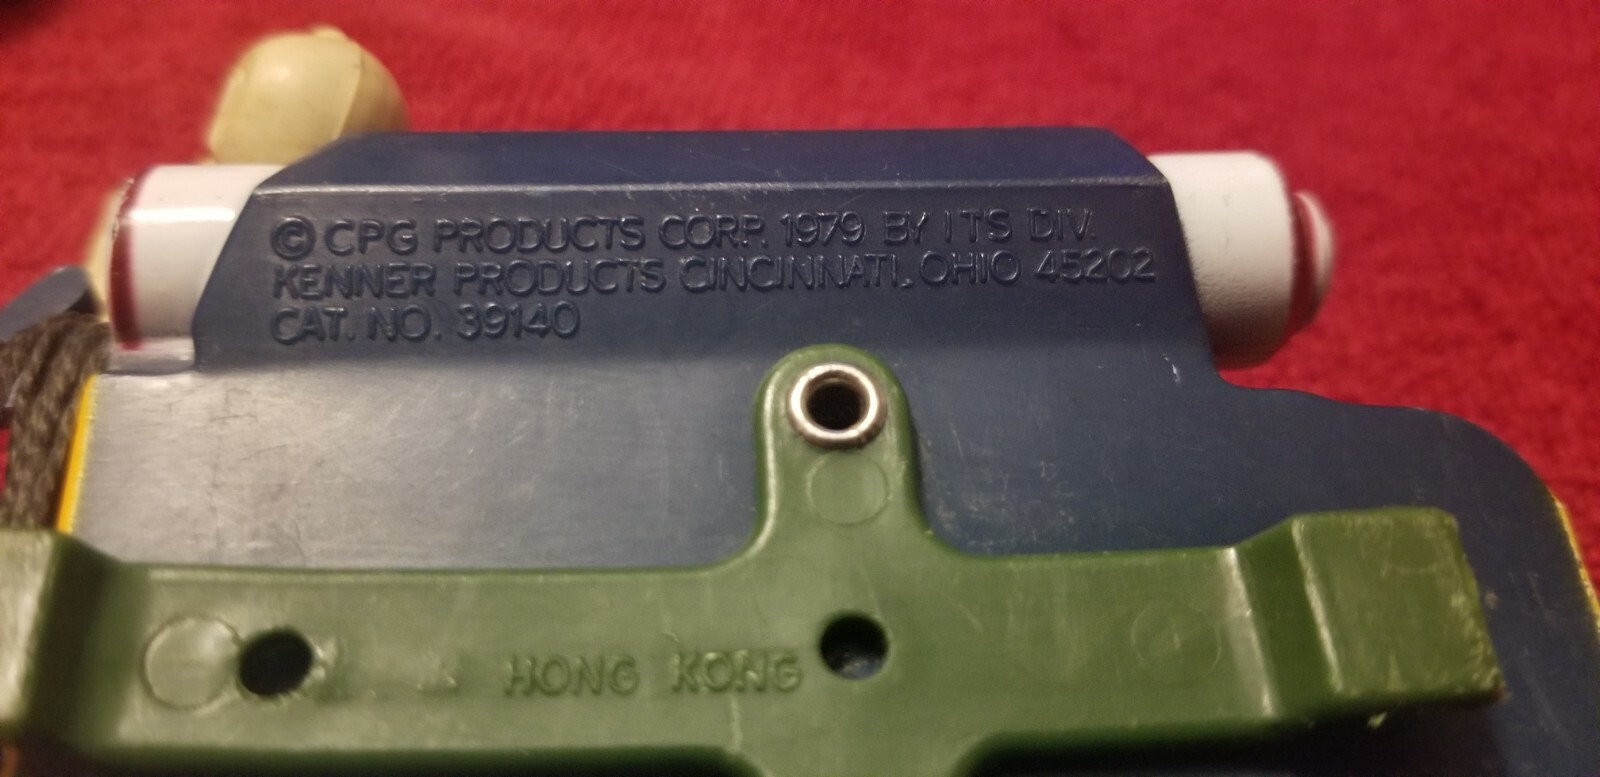 © CPG PRODUCTS CORP. 1979 BY ITS DIV.
KENNER PRODUCTS CINCINNATI, OHIO 45202
CAT. NO. 39140
HONG KONG